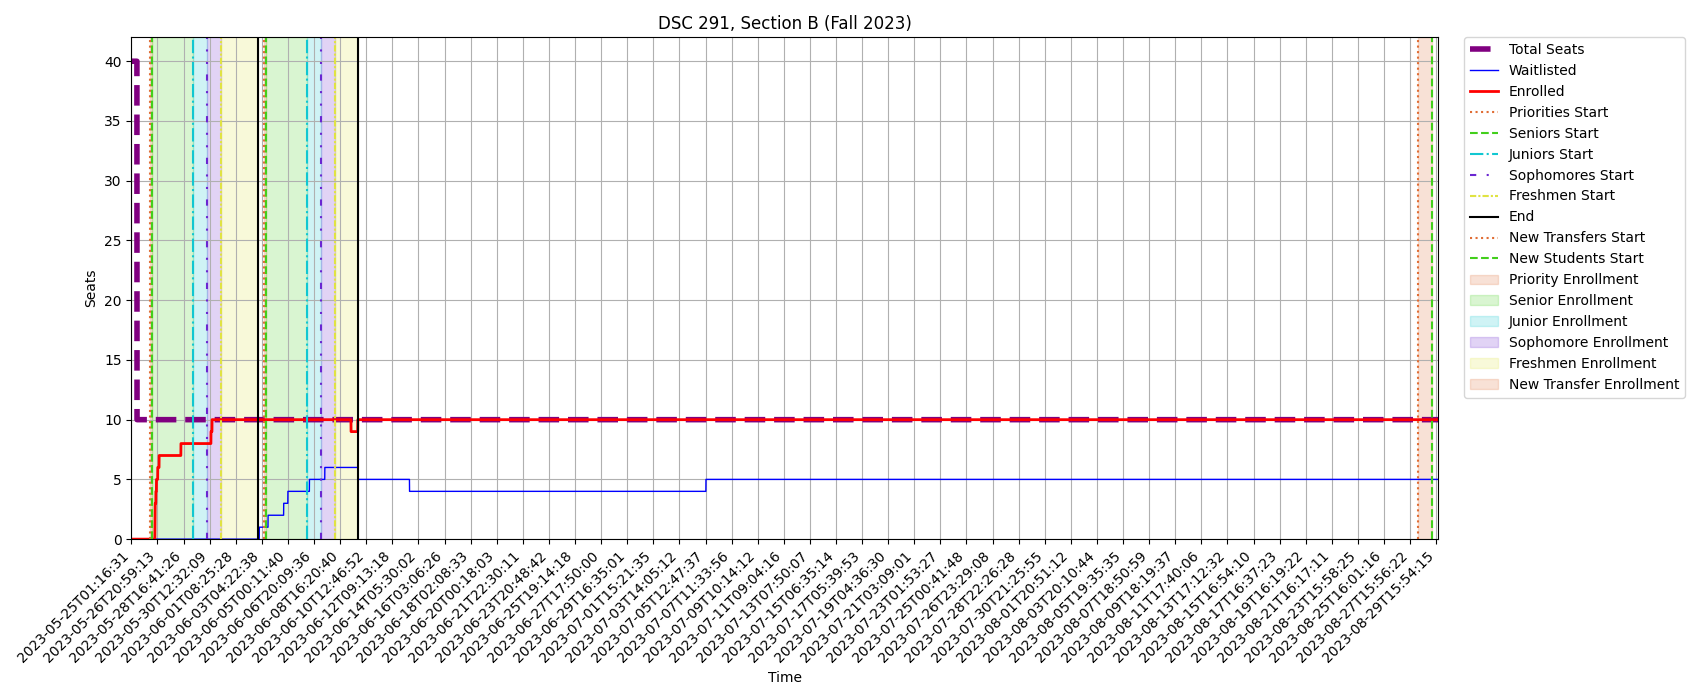 DSC 291, Section B (Fall 2023)
Seats
40
35
30
25
20
15
10
5
0
2023-05-25T01:16:31
2023-05-26T20:59:13
2023-05-28T16:41:26
2023-05-30T12:32:09
2023-06-01T08:25:28
2023-06-03T04:22:38
2023-06-05T00:11:40
2023-06-06T20:09:36
2023-06-08T16:20:40
2023-06-10T12:46:52
2023-06-12T09:13:18
2023-06-14T05:30:02
2023-06-16T03:06:26
2023-06-18T02:08:33
2023-06-20T00:18:03
2023-06-21T22:30:11
2023-06-23T20:48:42
2023-06-25T19:14:18
2023-06-27T17:50:00
2023-06-29T16:35:01
2023-07-01T15:21:35
2023-07-03T14:05:12
2023-07-05T12:47:37
2023-07-07T11:33:56
2023-07-09T10:14:12
2023-07-11T09:04:16
2023-07-13T07:50:07
2023-07-15T06:35:14
2023-07-17T05:39:53
2023-07-19T04:36:30
2023-07-21T03:09:01
2023-07-23T01:53:27
2023-07-25T00:41:48
2023-07-26T23:29:08
2023-07-28T22:26:28
2023-07-30T21:25:55
2023-08-01T20:51:12
2023-08-03T20:10:44
2023-08-05T19:35:35
2023-08-07T18:50:59
2023-08-09T18:19:37
2023-08-11T17:40:06
2023-08-13T17:12:32
2023-08-15T16:54:10
2023-08-17T16:37:23
2023-08-19T16:19:22
2023-08-21T16:17:11
2023-08-23T15:58:25
2023-08-25T16:01:16
2023-08-27T15:56:22
2023-08-29T15:54:15
Time
Total Seats
Waitlisted
Enrolled
Priorities Start
Seniors Start
Juniors Start
Sophomores Start
Freshmen Start
End
New Transfers Start
New Students Start
Priority Enrollment
Senior Enrollment
Junior Enrollment
Sophomore Enrollment
Freshmen Enrollment
New Transfer Enrollment